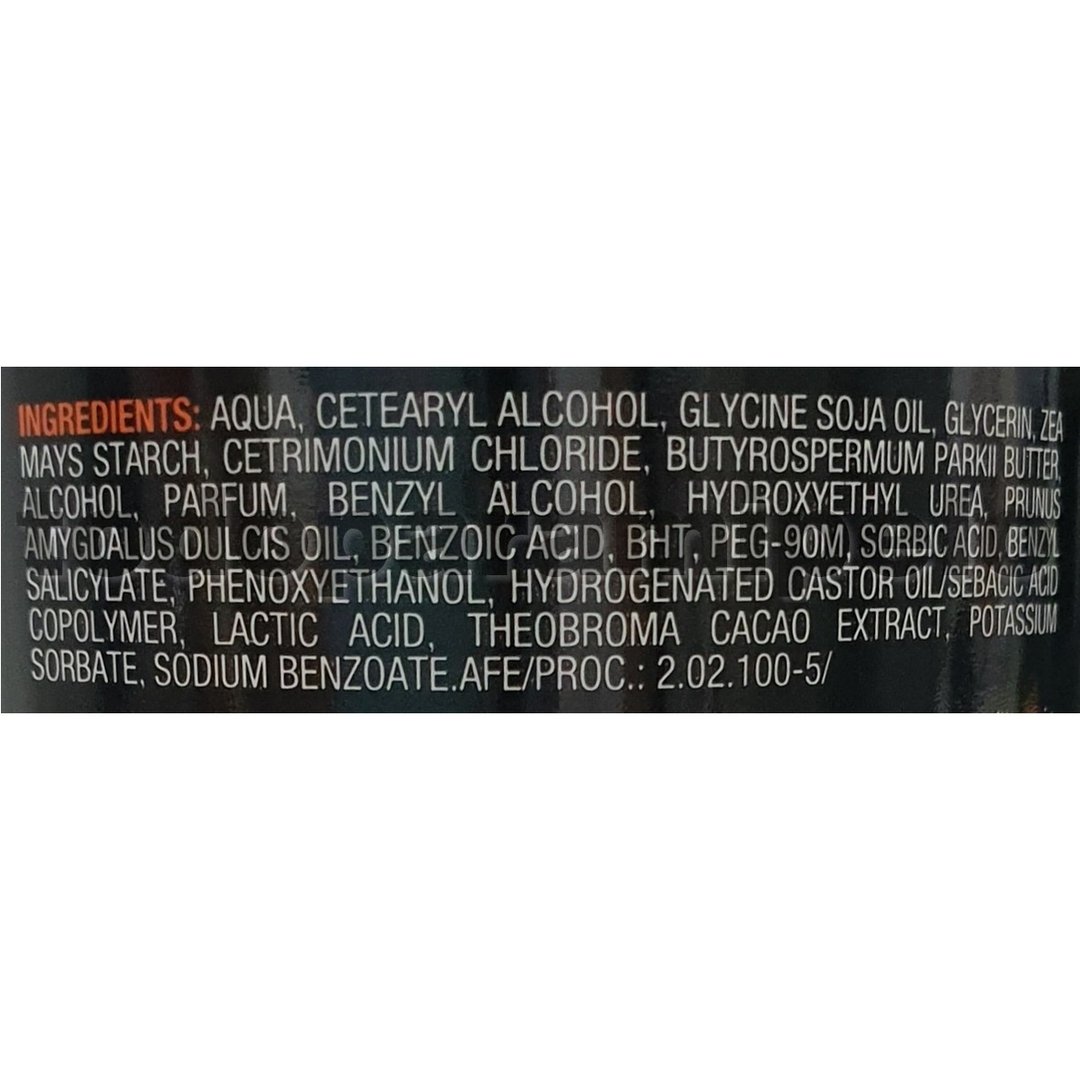 INGREDIENTS: AQUA, CETEARYL ALCOHOL, GLYCINE SOJA OIL, GLYCERIN, ZEA
MAYS STARCH, CETRIMONIUM CHLORIDE, BUTYROSPERMUM PARKII BUTTER,
ALCOHOL, PARFUM, BENZYL ALCOHOL, HYDROXYETHYL UREA, PRUNUS
AMYGDALUS DULCIS OIL, BENZOIC ACID, BHT, PEG-90M, SORBIC ACID, BENZYL
SALICYLATE, PHENOXYETHANOL, HYDROGENATED CASTOR OIL/SEBACIC ACID
COPOLYMER, LACTIC ACID, THEOBROMA CACAO EXTRACT, POTASSIUM
SORBATE, SODIUM BENZOATE.AFE/PROC.: 2.02.100-5/